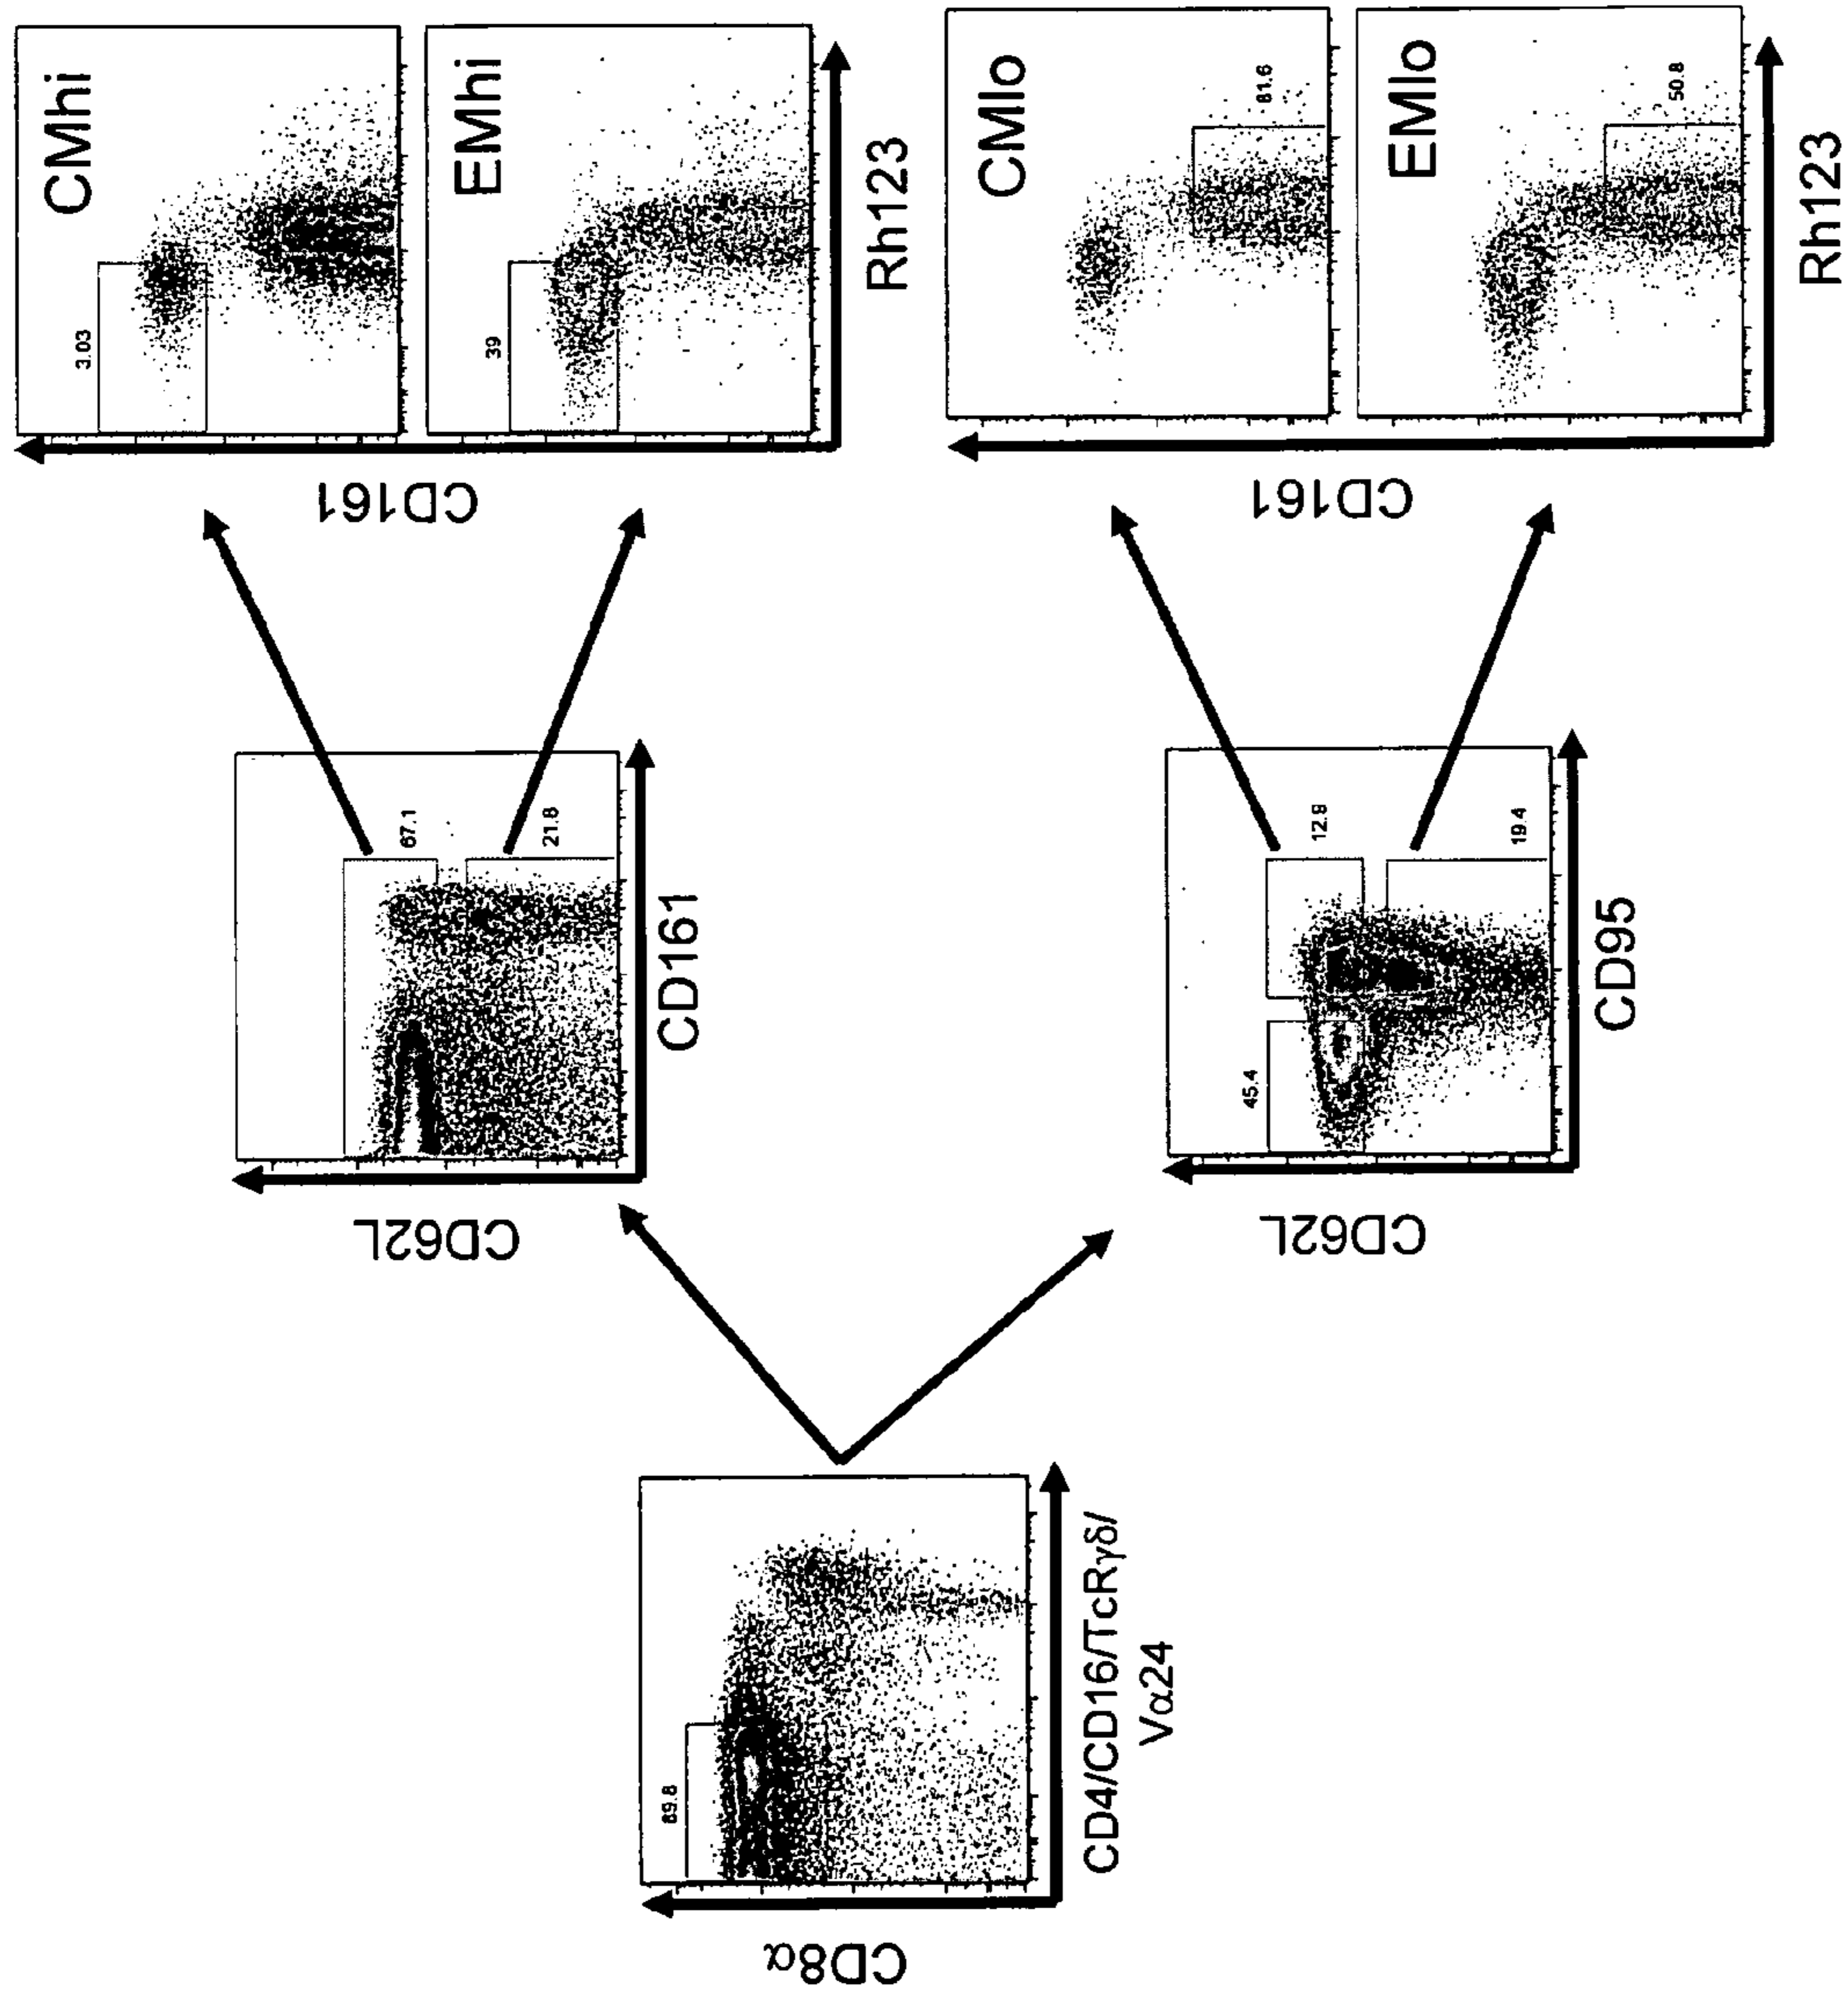 CD8α
89.8
CD4/CD16/TcRγδ/
Vα24
CD62L
67.1
21.8
CD161
CD62L
45.4
12.9
19.4
CD95
CD161
CMhi
3.03
EMhi
39
Rh123
CD161
CMlo
81.6
EMlo
50.8
Rh123